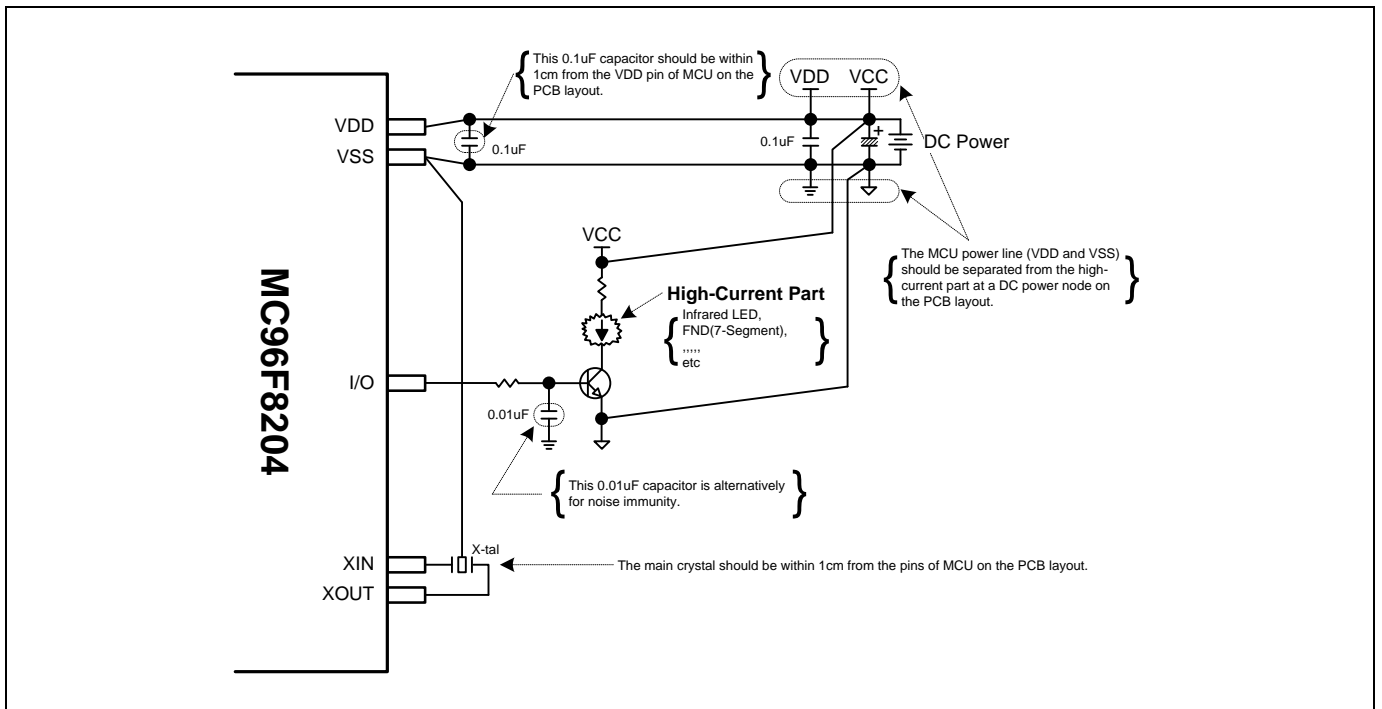 This 0.1uF capacitor should be within
1cm from the VDD pin of MCU on the
PCB layout.
VDD VCC
VDD
VSS
0.1uF
0.1uF
+
DC Power
The MCU power line (VDD and VSS)
should be separated from the high-
current part at a DC power node on
the PCB layout.
VCC
High-Current Part
Infrared LED,
FND(7-Segment),
,,,,,
etc
MC96F8204
I/O
0.01uF
This 0.01uF capacitor is alternatively
for noise immunity.
X-tal
XIN
XOUT
The main crystal should be within 1cm from the pins of MCU on the PCB layout.